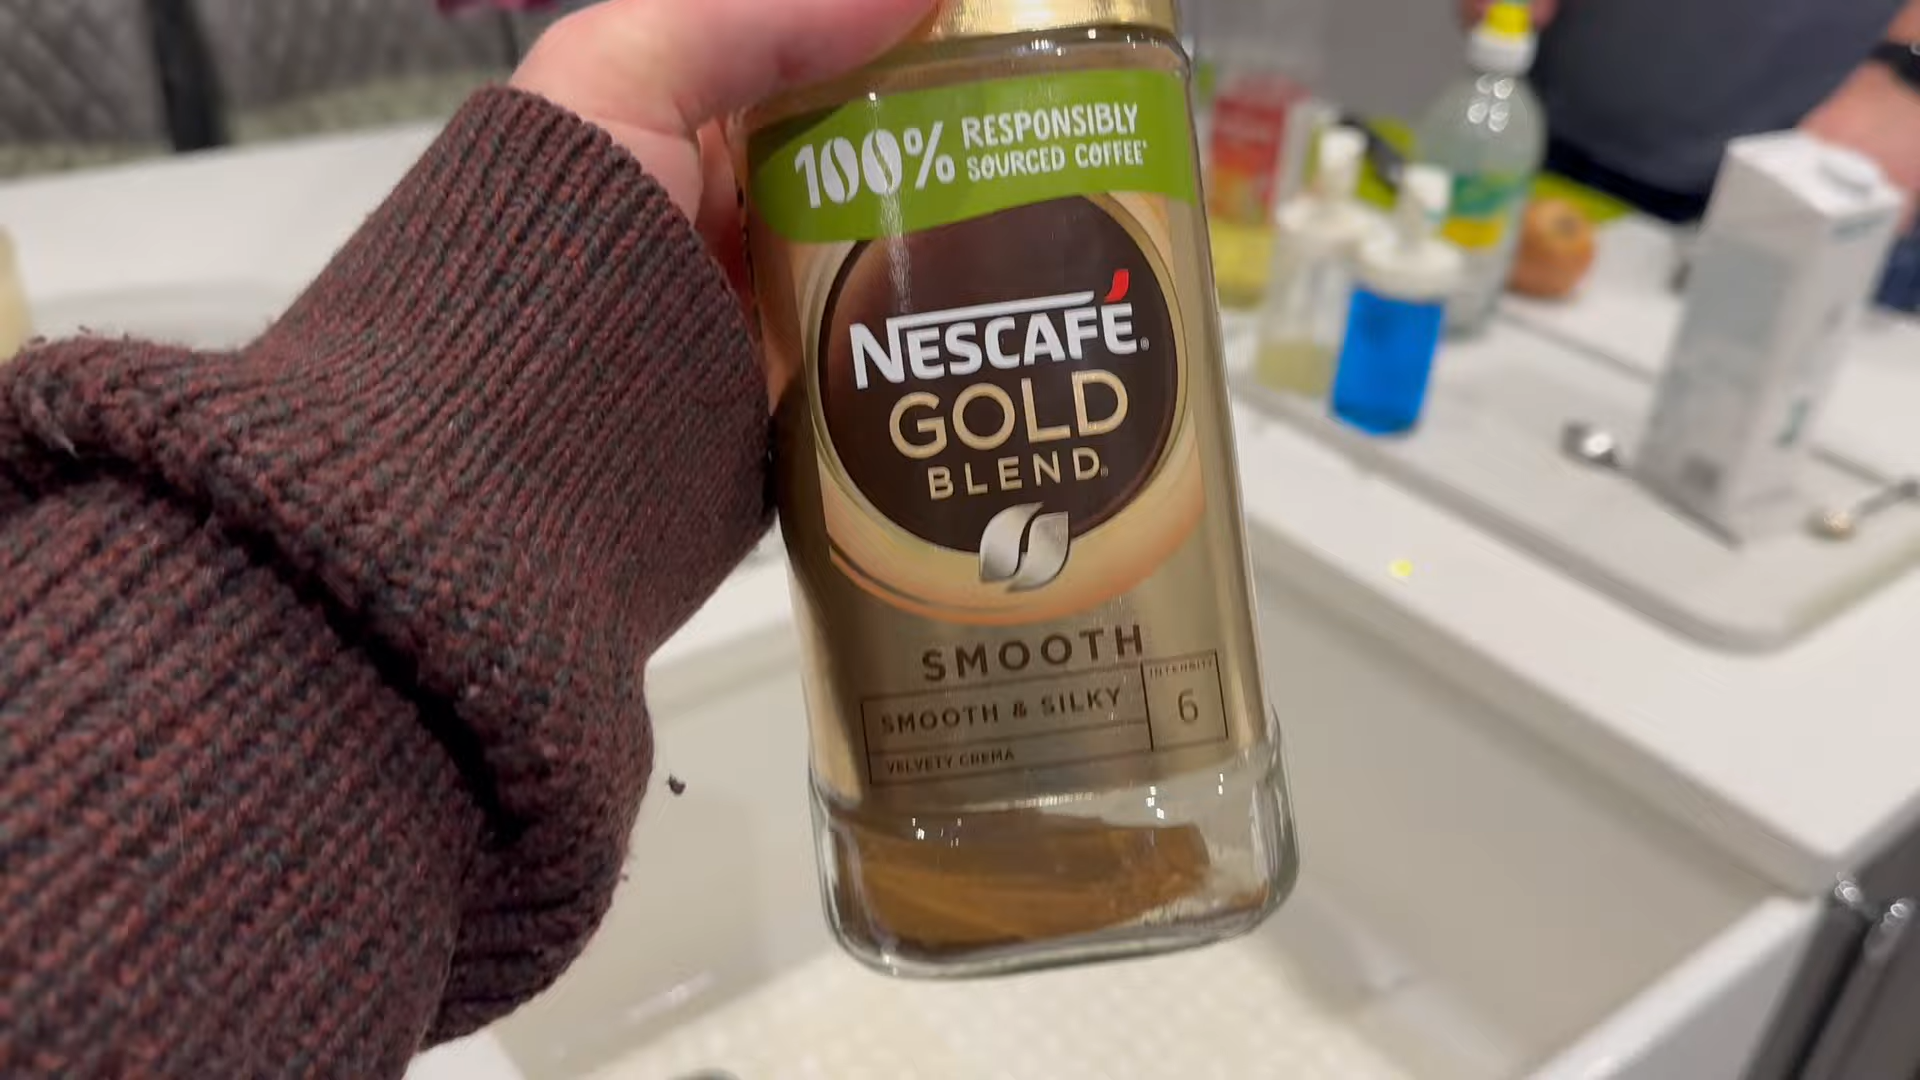 100% RESPONSIBLY
SOURCED COFFEE*
NESCAFÉ®
GOLD
BLEND®
SMOOTH
SMOOTH & SILKY
VELVETY CREMA
INTENSITY
6